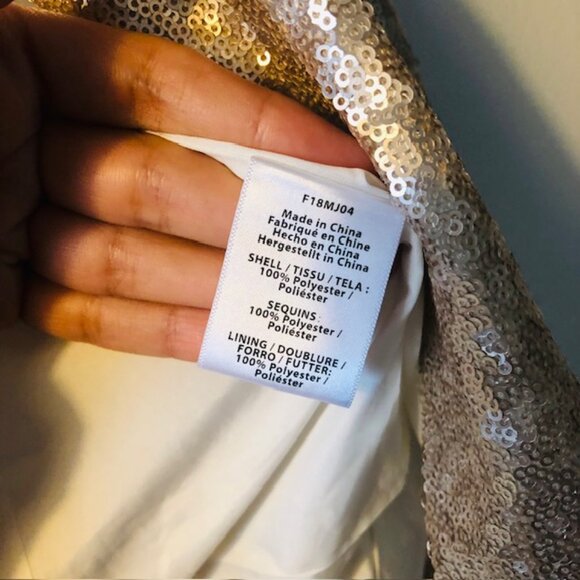 F18MJ04
Made in China
Fabriqué en Chine
Hecho en China
Hergestellt in China
SHELL / TISSU / TELA :
100% Polyester /
Poliéster
SEQUINS:
100% Polyester /
Poliéster
LINING / DOUBLURE /
FORRO / FUTTER:
100% Polyester /
Poliéster